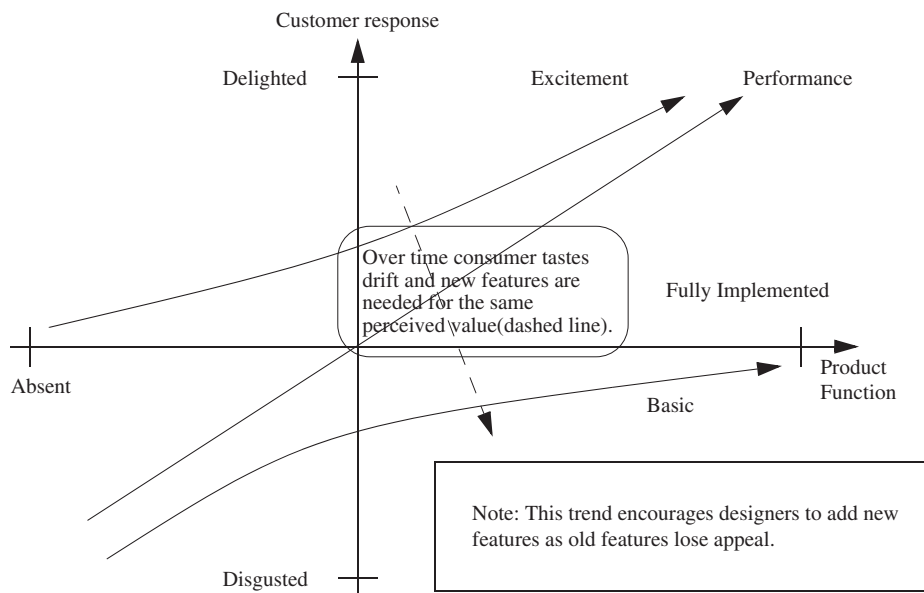 Customer response
Delighted
Excitement
Performance
Over time consumer tastes
drift and new features are
needed for the same
perceived value(dashed line).
Fully Implemented
Absent
Product
Function
Basic
Note: This trend encourages designers to add new
features as old features lose appeal.
Disgusted